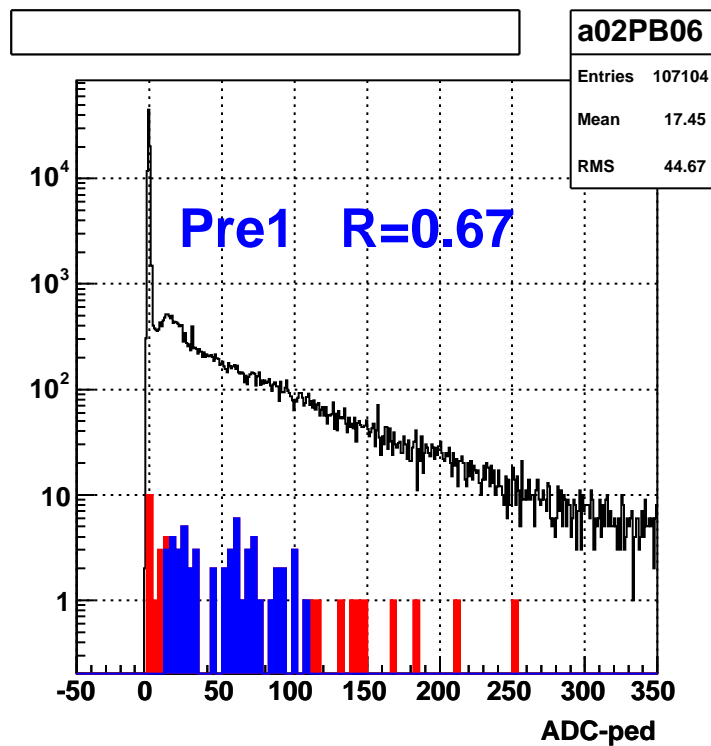 a02PB06
Entries 107104
Mean 17.45
RMS 44.67
Pre1 R=0.67
10^4
10^3
10^2
10
1
-50 0 50 100 150 200 250 300 350
ADC-ped